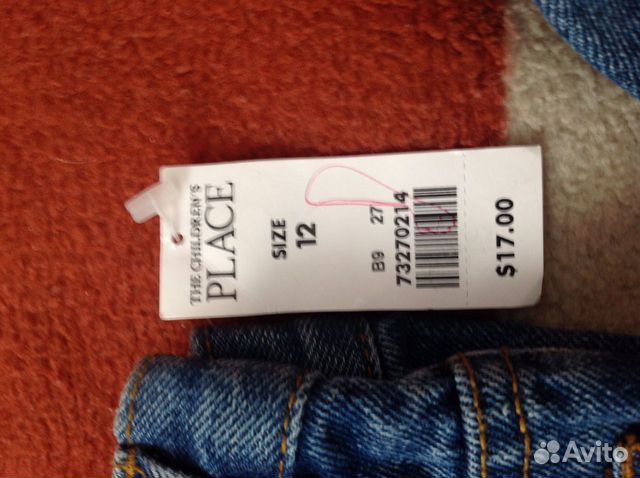 THE CHILDREN'S
PLACE
SIZE
12
B9 27
73270214
$17.00
Avito